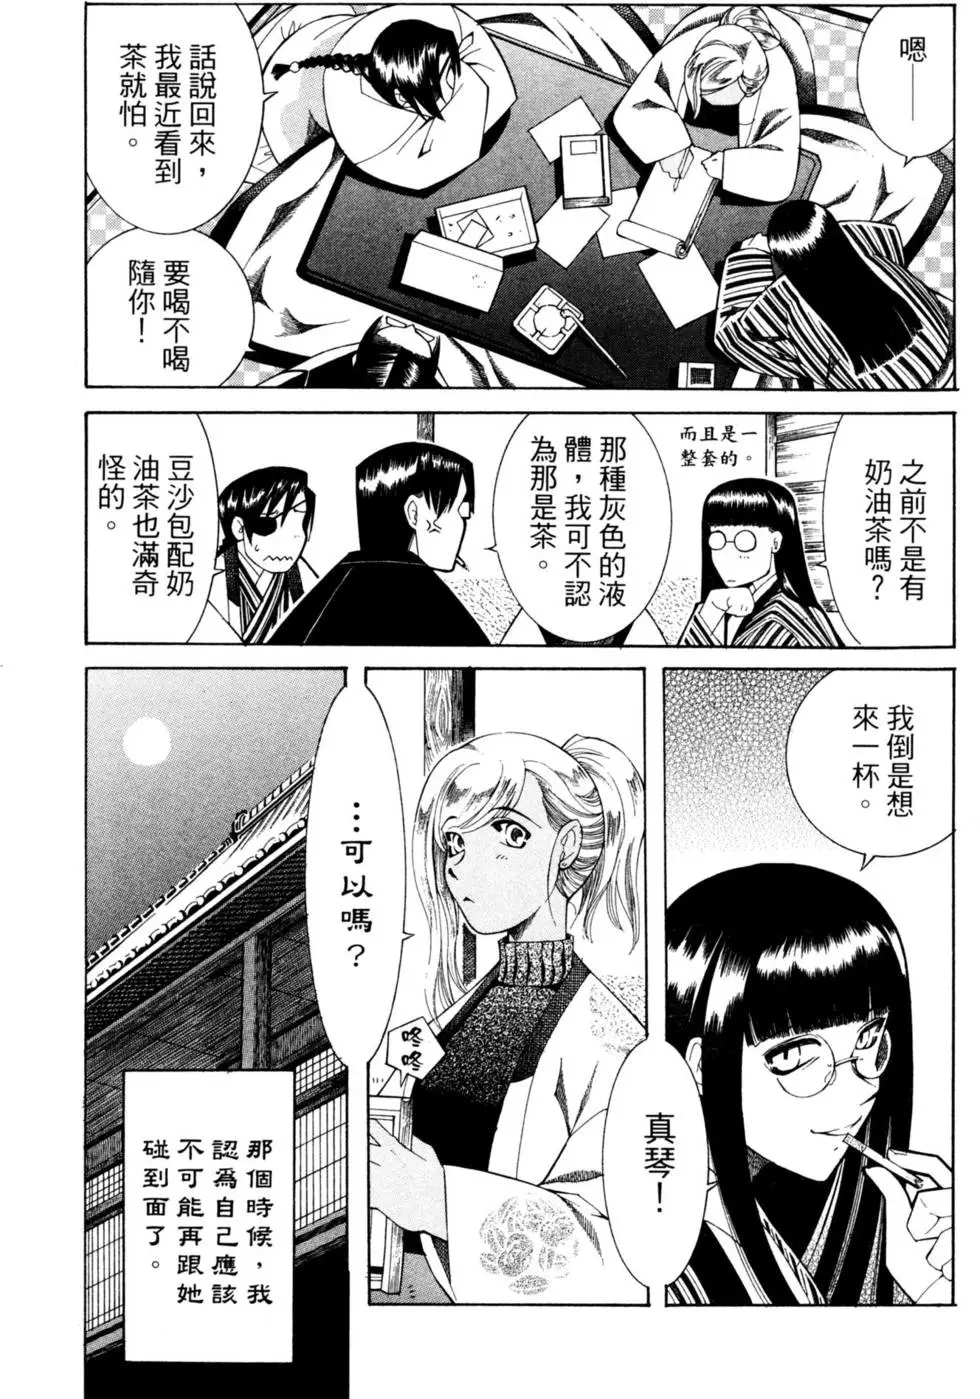 嗯——
話說回來，
我最近看到
茶就怕。
要喝不喝
隨你！
之前不是有
奶油茶嗎？
而且是一
整套的。
那種灰色的液
體，我可不認
為那是茶。
豆沙包配奶
油茶也滿奇
怪的。
我倒是想
來一杯。
真琴！
…可以嗎？
咚咚
那個時候，我
認為自己應該
不可能再跟她
碰到面了。